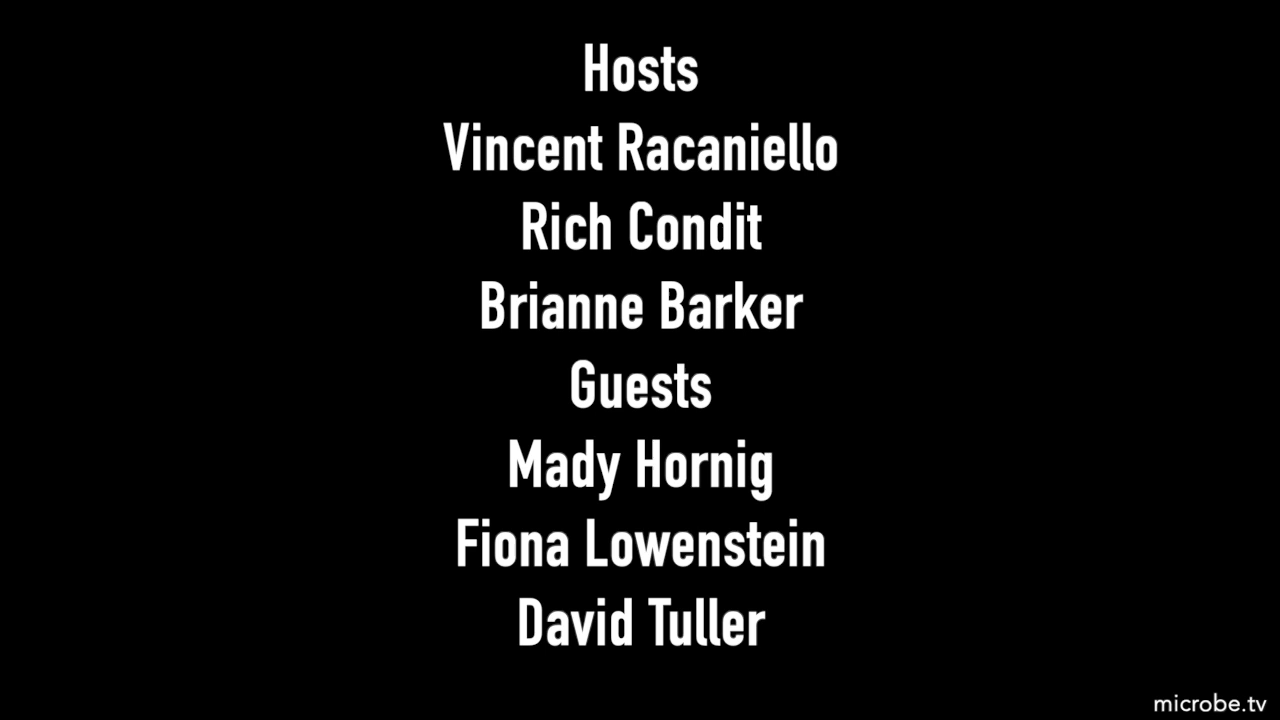 Hosts
Vincent Racaniello
Rich Condit
Brianne Barker
Guests
Mady Hornig
Fiona Lowenstein
David Tuller
microbe.tv